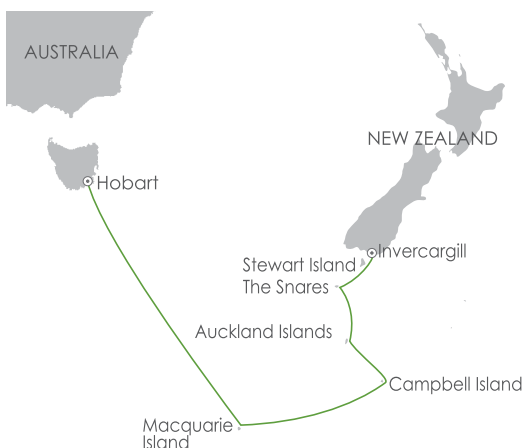 AUSTRALIA
NEW ZEALAND
Hobart
Invercargill
Stewart Island
The Snares
Auckland Islands
Campbell Island
Macquarie
Island